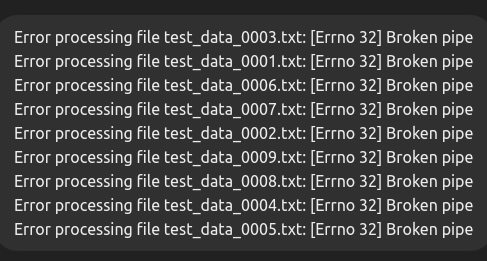 Error processing file test_data_0003.txt: [Errno 32] Broken pipe
Error processing file test_data_0001.txt: [Errno 32] Broken pipe
Error processing file test_data_0006.txt: [Errno 32] Broken pipe
Error processing file test_data_0007.txt: [Errno 32] Broken pipe
Error processing file test_data_0002.txt: [Errno 32] Broken pipe
Error processing file test_data_0009.txt: [Errno 32] Broken pipe
Error processing file test_data_0008.txt: [Errno 32] Broken pipe
Error processing file test_data_0004.txt: [Errno 32] Broken pipe
Error processing file test_data_0005.txt: [Errno 32] Broken pipe